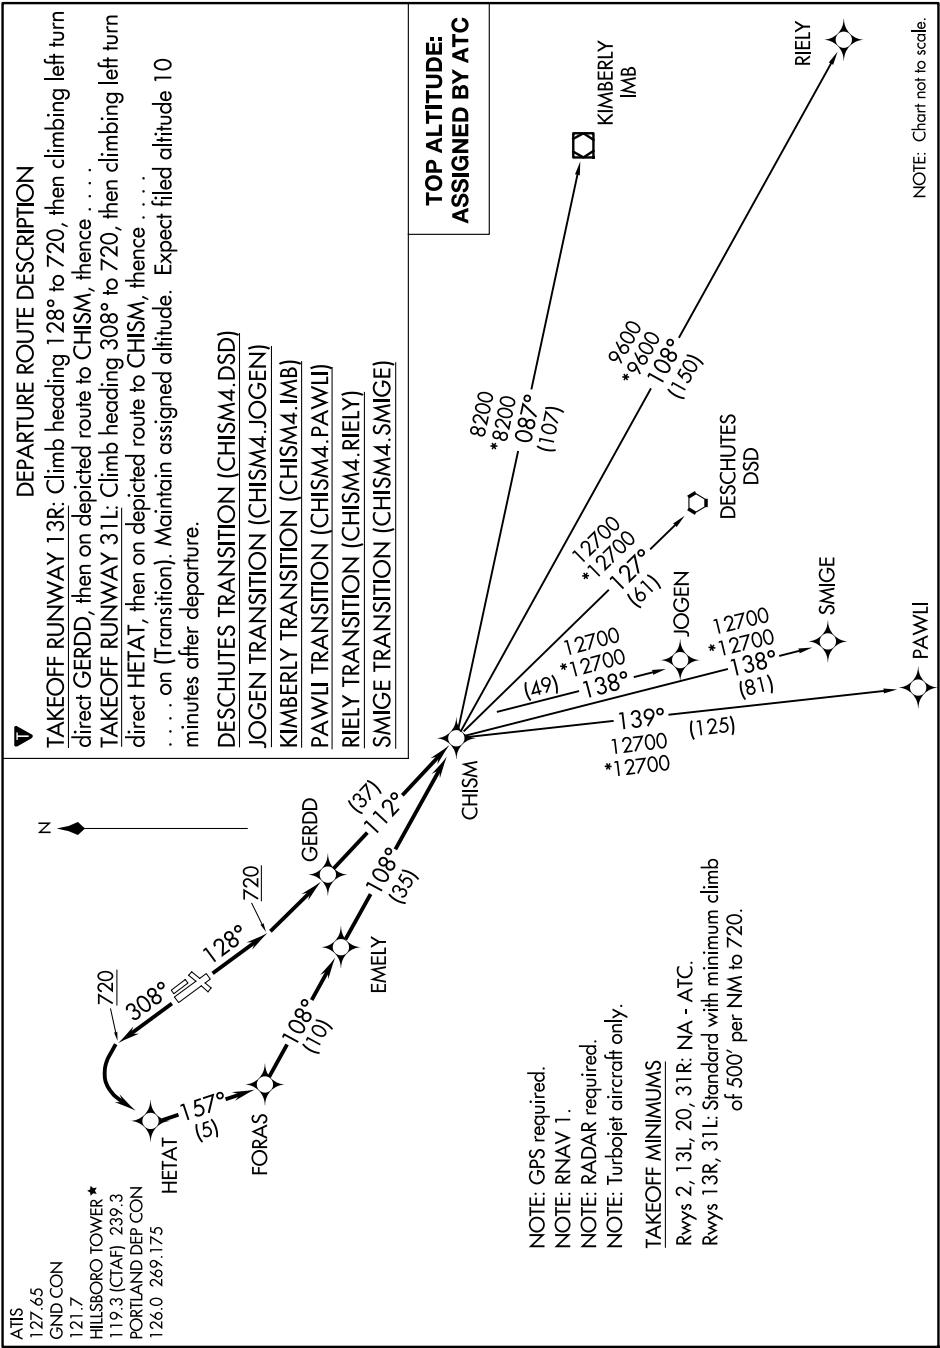 ATIS
127.65
GND CON
121.7
HILLSBORO TOWER★
119.3 (CTAF) 239.3
PORTLAND DEP CON
126.0 269.175
DEPARTURE ROUTE DESCRIPTION
TAKEOFF RUNWAY 13R: Climb heading 128° to 720, then climbing left turn
direct GERDD, then on depicted route to CHISM, thence . . . .
TAKEOFF RUNWAY 31L: Climb heading 308° to 720, then climbing left turn
direct HETAT, then on depicted route to CHISM, thence . . . .
. . . . on (Transition). Maintain assigned altitude. Expect filed altitude 10
minutes after departure.
DESCHUTES TRANSITION (CHISM4.DSD)
JOGEN TRANSITION (CHISM4.JOGEN)
KIMBERLY TRANSITION (CHISM4.IMB)
PAWLI TRANSITION (CHISM4.PAWLI)
RIELY TRANSITION (CHISM4.RIELY)
SMIGE TRANSITION (CHISM4.SMIGE)
T
TOP ALTITUDE:
ASSIGNED BY ATC
N
720
308°
128°
720
HETAT
157°
(5)
FORAS
108°
(10)
EMELY
108°
(35)
GERDD
(37)
112°
CHISM
8200
*8200
087°
(107)
KIMBERLY
IMB
9600
*9600
108°
(150)
RIELY
12700
*12700
127°
(61)
DESCHUTES
DSD
12700
*12700
(49)
138°
JOGEN
12700
*12700
138°
(81)
SMIGE
139°
(125)
12700
*12700
PAWLI
NOTE: GPS required.
NOTE: RNAV 1.
NOTE: RADAR required.
NOTE: Turbojet aircraft only.
TAKEOFF MINIMUMS
Rwys 2, 13L, 20, 31R: NA - ATC.
Rwys 13R, 31L: Standard with minimum climb
of 500' per NM to 720.
NOTE: Chart not to scale.